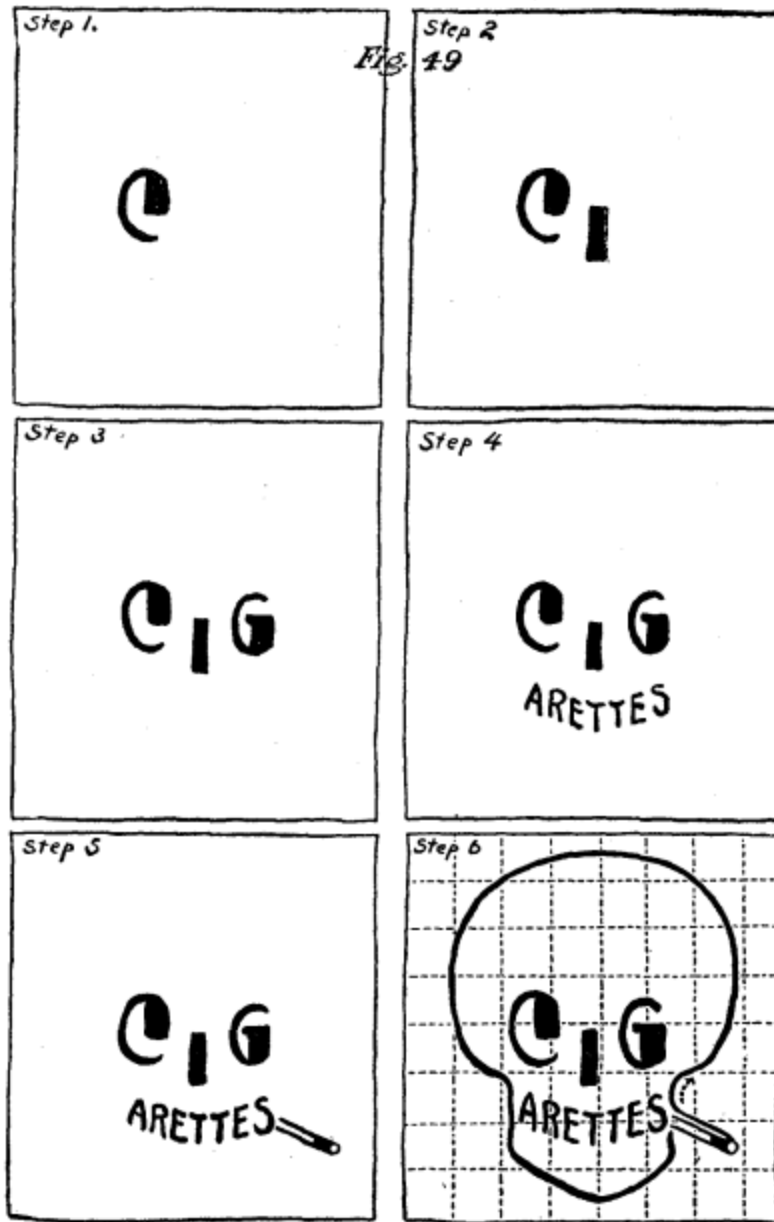 Step 1.
Step 2
Fig. 49
C
C I
Step 3
Step 4
C I G
C I G
ARETTES
Step 5
Step 6
C I G
ARETTES
C I G
ARETTES